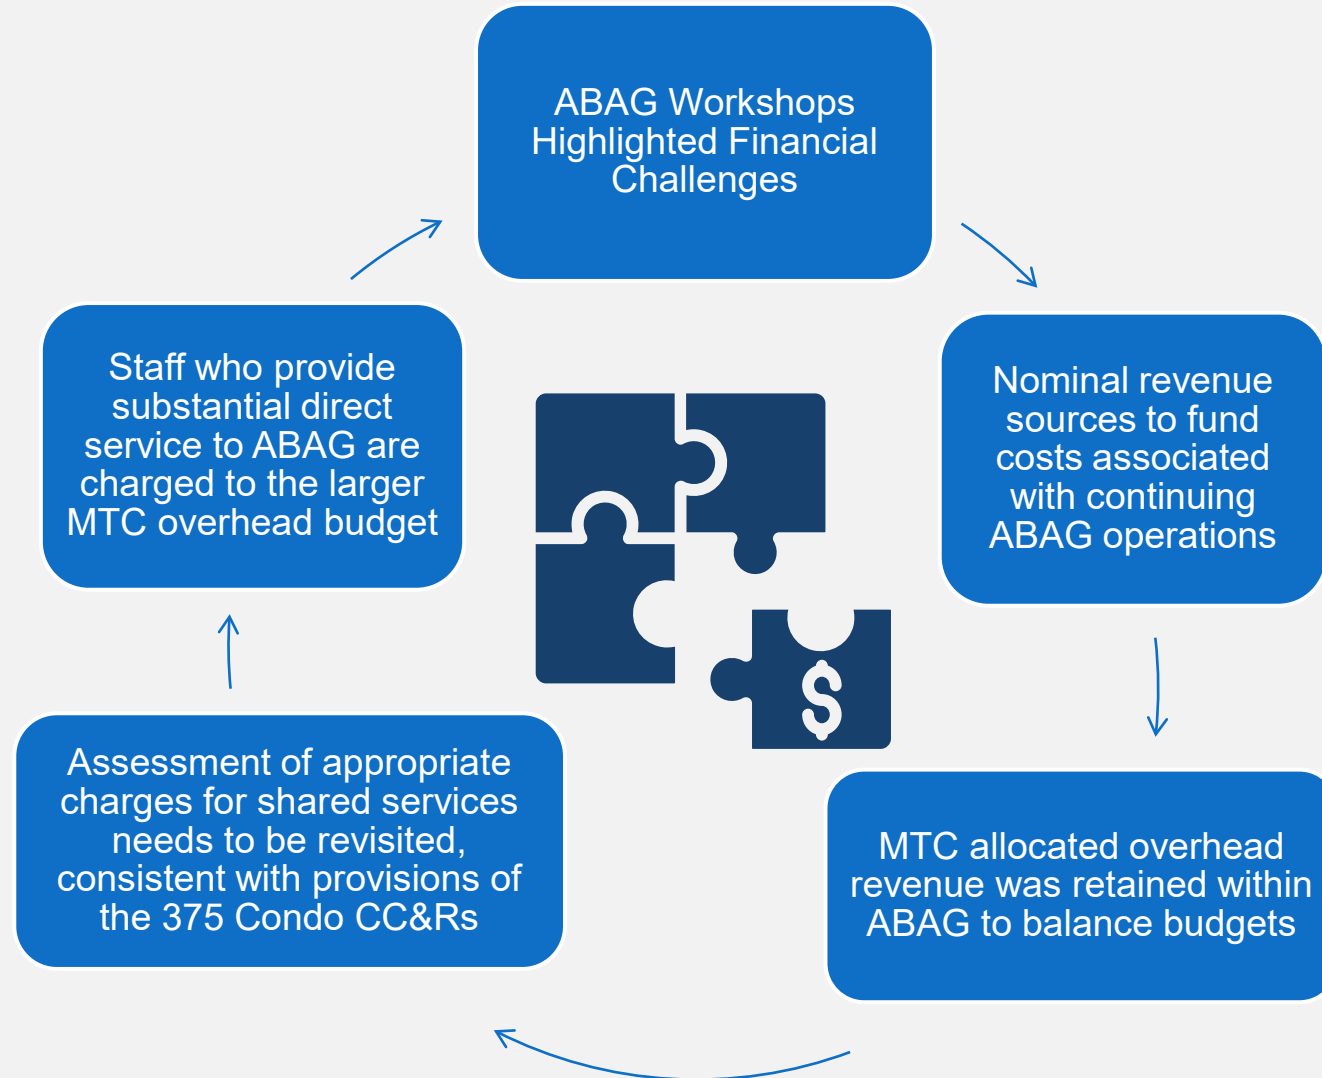 ABAG Workshops
Highlighted Financial
Challenges
Nominal revenue
sources to fund
costs associated
with continuing
ABAG operations
MTC allocated overhead
revenue was retained within
ABAG to balance budgets
Assessment of appropriate
charges for shared services
needs to be revisited,
consistent with provisions of
the 375 Condo CC&Rs
Staff who provide
substantial direct
service to ABAG are
charged to the larger
MTC overhead budget
$